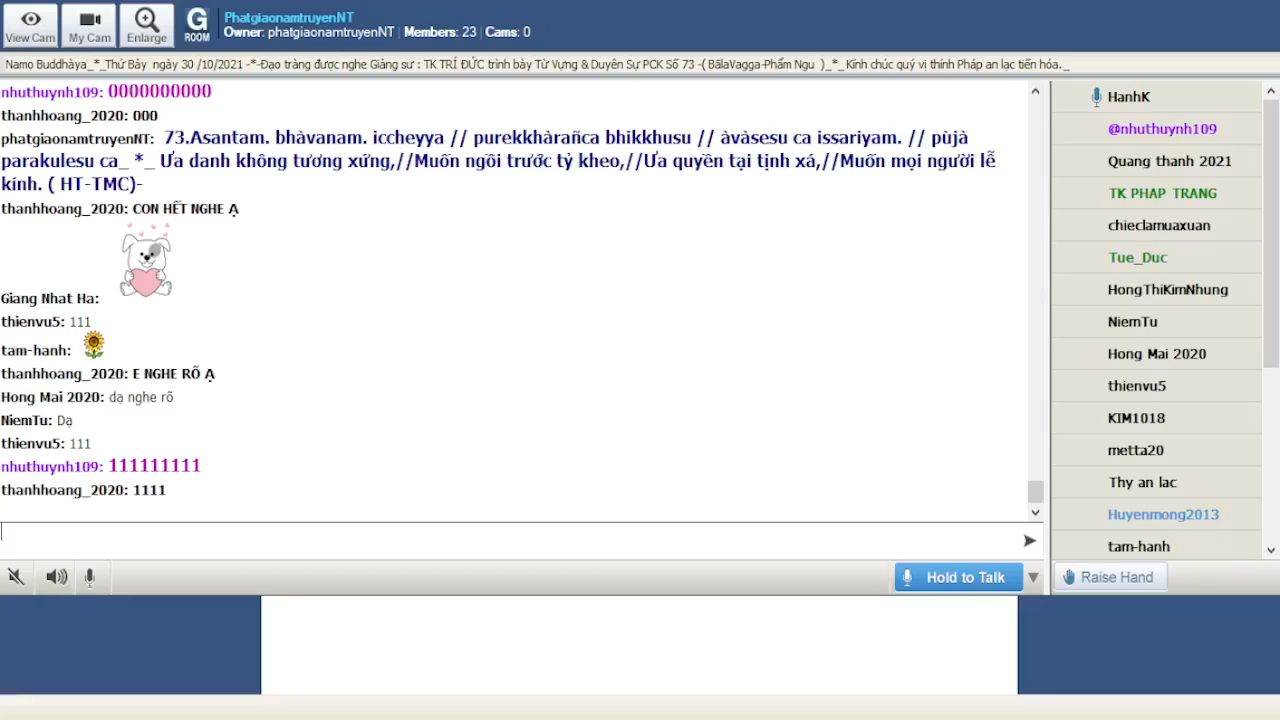 PhatgiaonamtruyenNT
Owner: phatgiaonamtruyenNT | Members: 23 | Cams: 0
View Cam
My Cam
Enlarge
G
ROOM
Namo Buddhàya_*_Thứ Bảy ngày 30 /10/2021 -*-Đạo tràng được nghe Giảng sư : TK TRÍ ĐỨC trình bày Từ Vựng & Duyên Sự PCK Số 73 -( BãlaVagga-Phẩm Ngu )_*_ Kính chúc quý vị thính Pháp an lạc tiến hóa._
nhuthuynh109: 0000000000
thanhhoang_2020: 000
phatgiaonamtruyenNT: 73.Asantam. bhàvanam. iccheyya // purekkhàrañca bhikkhusu // àvàsesu ca issariyam. // pùjà
parakulesu ca_ *_ Ưa danh không tương xứng,//Muốn ngồi trước tỷ kheo,//Ưa quyền tại tịnh xá,//Muốn mọi người lễ
kính. ( HT-TMC)-
thanhhoang_2020: CON HẾT NGHE Ạ
Giang Nhat Ha:
thienvu5: 111
tam-hanh:
thanhhoang_2020: E NGHE RÕ Ạ
Hong Mai 2020: dạ nghe rõ
NiemTu: Dạ
thienvu5: 111
nhuthuynh109: 111111111
thanhhoang_2020: 1111
Hold to Talk
HanhK
@nhuthuynh109
Quang thanh 2021
TK PHAP TRANG
chieclamuaxuan
Tue_Duc
HongThiKimNhung
NiemTu
Hong Mai 2020
thienvu5
KIM1018
metta20
Thy an lac
Huyenmong2013
tam-hanh
Raise Hand